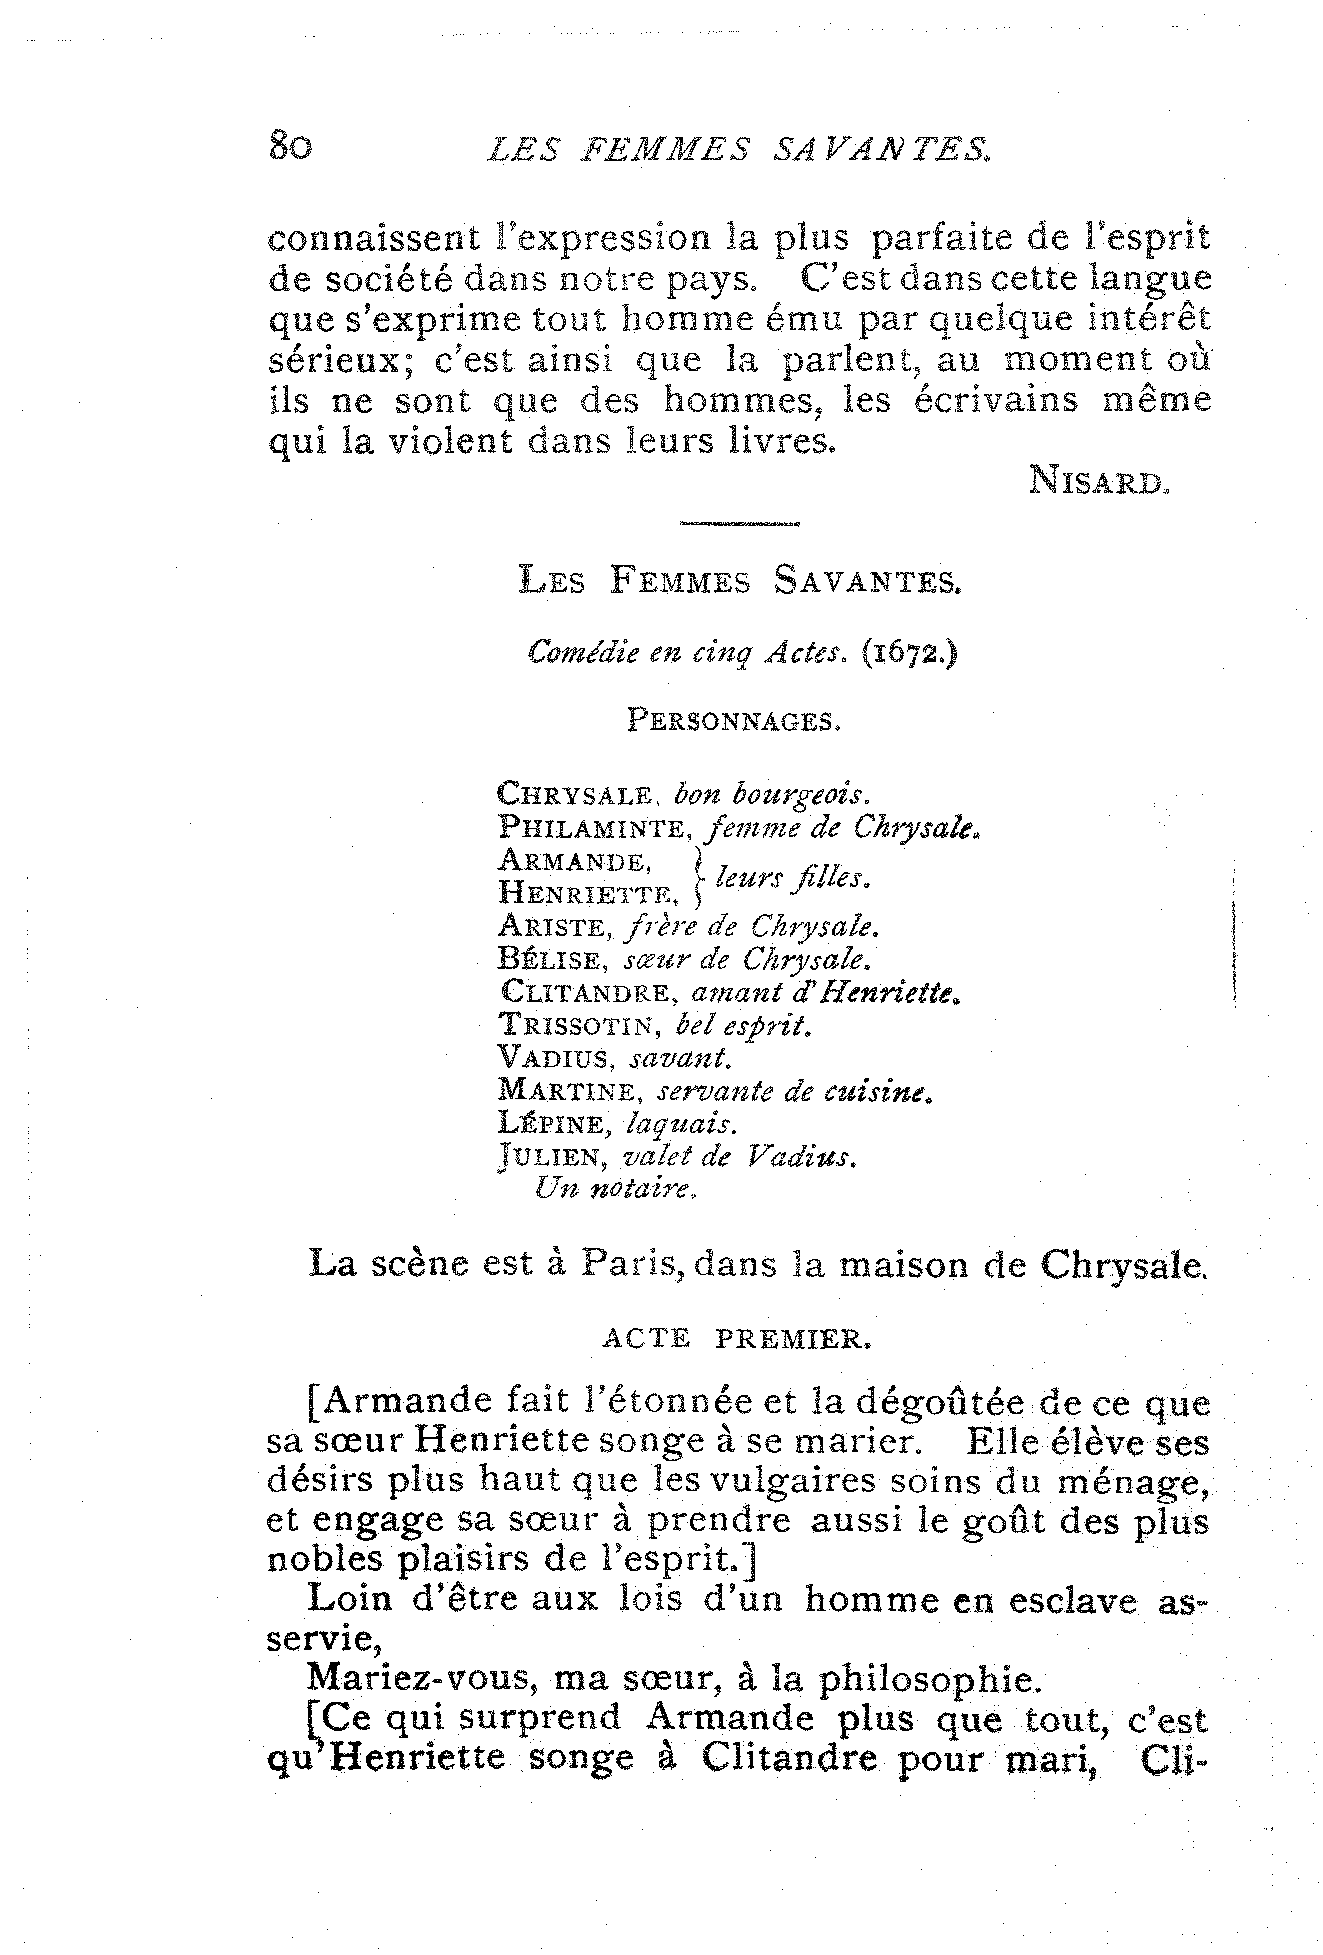 80 LES FEMMES SAVANTES.
connaissent l'expression la plus parfaite de l'esprit
de société dans notre pays. C'est dans cette langue
que s'exprime tout homme ému par quelque intérêt
sérieux; c'est ainsi que la parlent, au moment où
ils ne sont que des hommes, les écrivains même
qui la violent dans leurs livres.
NISARD.
LES FEMMES SAVANTES.
Comédie en cinq Actes. (1672.)
PERSONNAGES.
CHRYSALE, bon bourgeois.
PHILAMINTE, femme de Chrysale.
ARMANDE,
HENRIETTE, } leurs filles.
ARISTE, frère de Chrysale.
BÉLISE, sœur de Chrysale.
CLITANDRE, amant d'Henriette.
TRISSOTIN, bel esprit.
VADIUS, savant.
MARTINE, servante de cuisine.
LÉPINE, laquais.
JULIEN, valet de Vadius.
Un notaire.
La scène est à Paris, dans la maison de Chrysale.
ACTE PREMIER.
[Armande fait l'étonnée et la dégoûtée de ce que
sa sœur Henriette songe à se marier. Elle élève ses
désirs plus haut que les vulgaires soins du ménage,
et engage sa sœur à prendre aussi le goût des plus
nobles plaisirs de l'esprit.]
Loin d'être aux lois d'un homme en esclave as-
servie,
Mariez-vous, ma sœur, à la philosophie.
[Ce qui surprend Armande plus que tout, c'est
qu'Henriette songe à Clitandre pour mari, Cli-